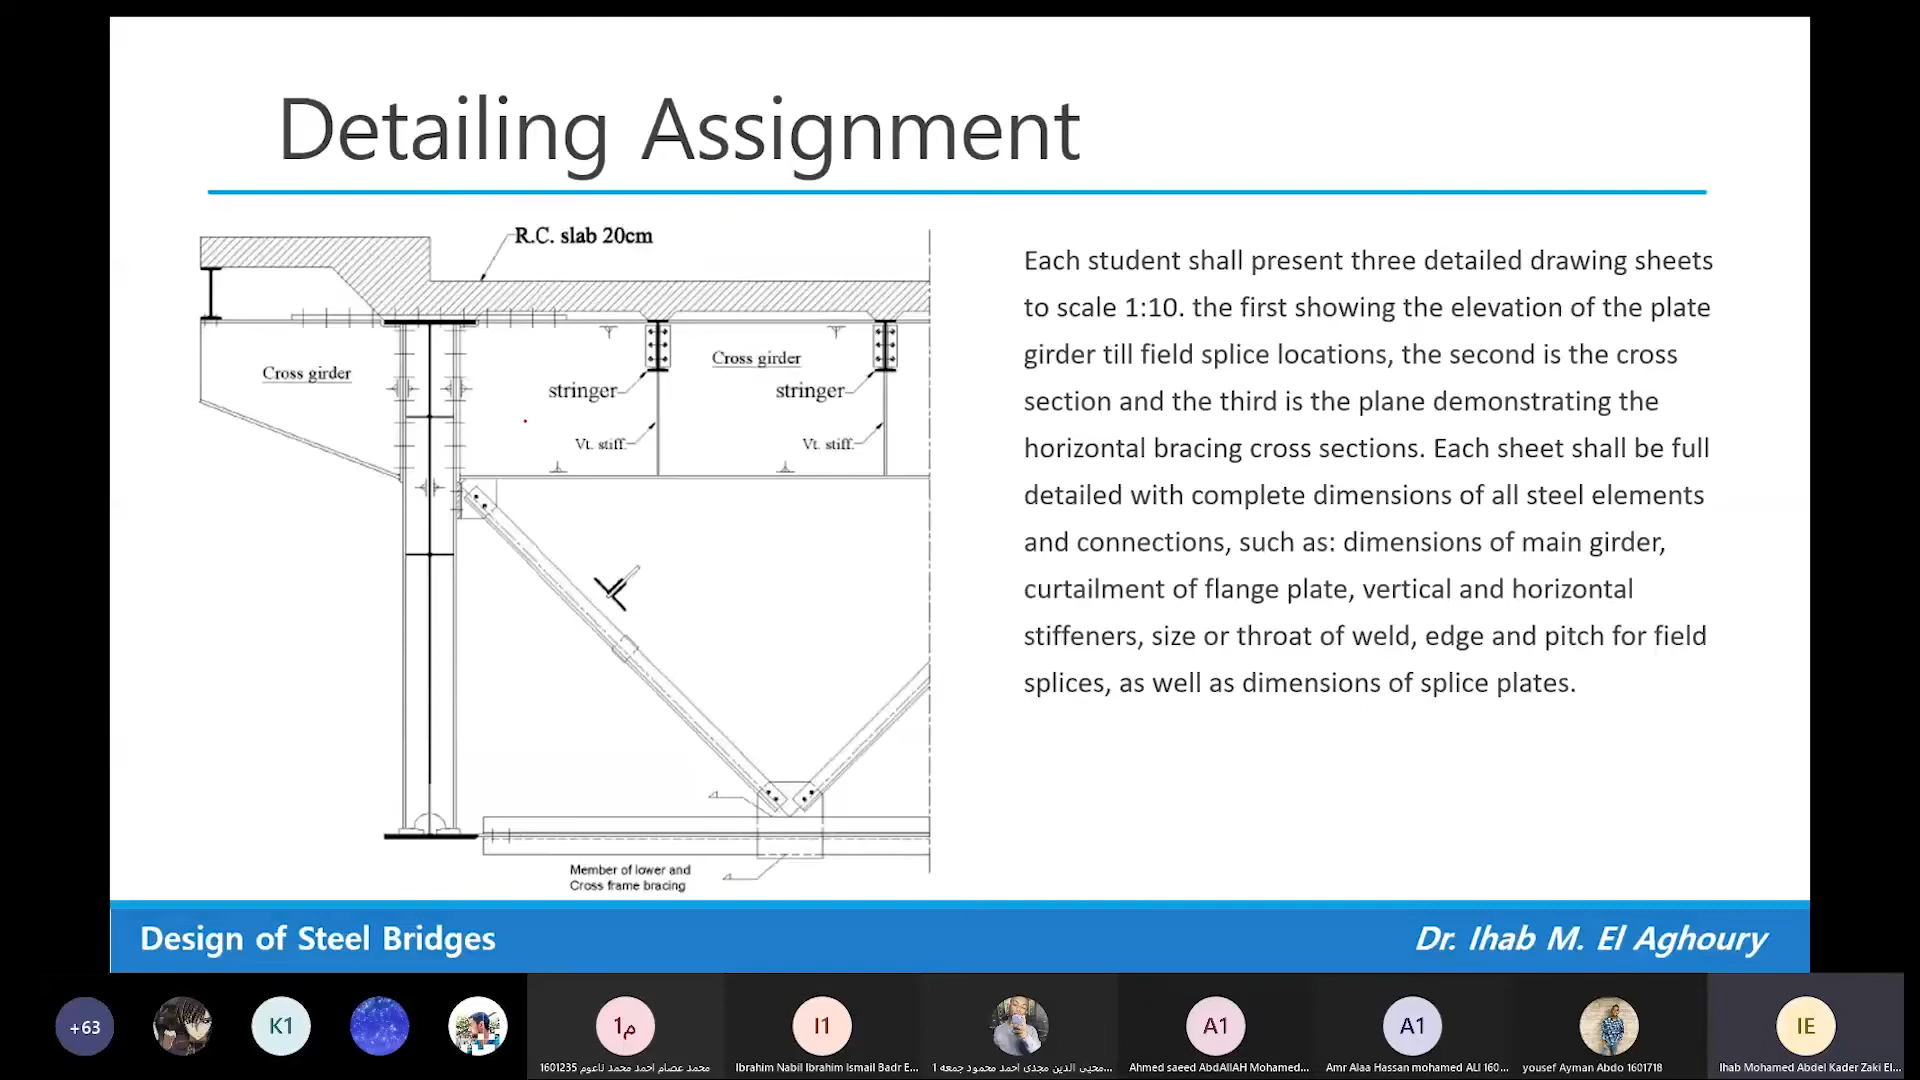 Detailing Assignment
R.C. slab 20cm
Cross girder
Cross girder
stringer
stringer
Vt. stiff.
Vt. stiff.
Member of lower and
Cross frame bracing
Each student shall present three detailed drawing sheets
to scale 1:10. the first showing the elevation of the plate
girder till field splice locations, the second is the cross
section and the third is the plane demonstrating the
horizontal bracing cross sections. Each sheet shall be full
detailed with complete dimensions of all steel elements
and connections, such as: dimensions of main girder,
curtailment of flange plate, vertical and horizontal
stiffeners, size or throat of weld, edge and pitch for field
splices, as well as dimensions of splice plates.
Design of Steel Bridges
Dr. Ihab M. El Aghoury
+63
K1
م1
I1
A1
A1
IE
محمد عصام احمد محمد ناعوم 1601235
Ibrahim Nabil Ibrahim Ismail Badr E...
محيى الدين مجدى احمد محمود جمعه 1...
Ahmed saeed AbdAllAH Mohamed...
Amr Alaa Hassan mohamed ALI 160...
yousef Ayman Abdo 1601718
Ihab Mohamed Abdel Kader Zaki El...